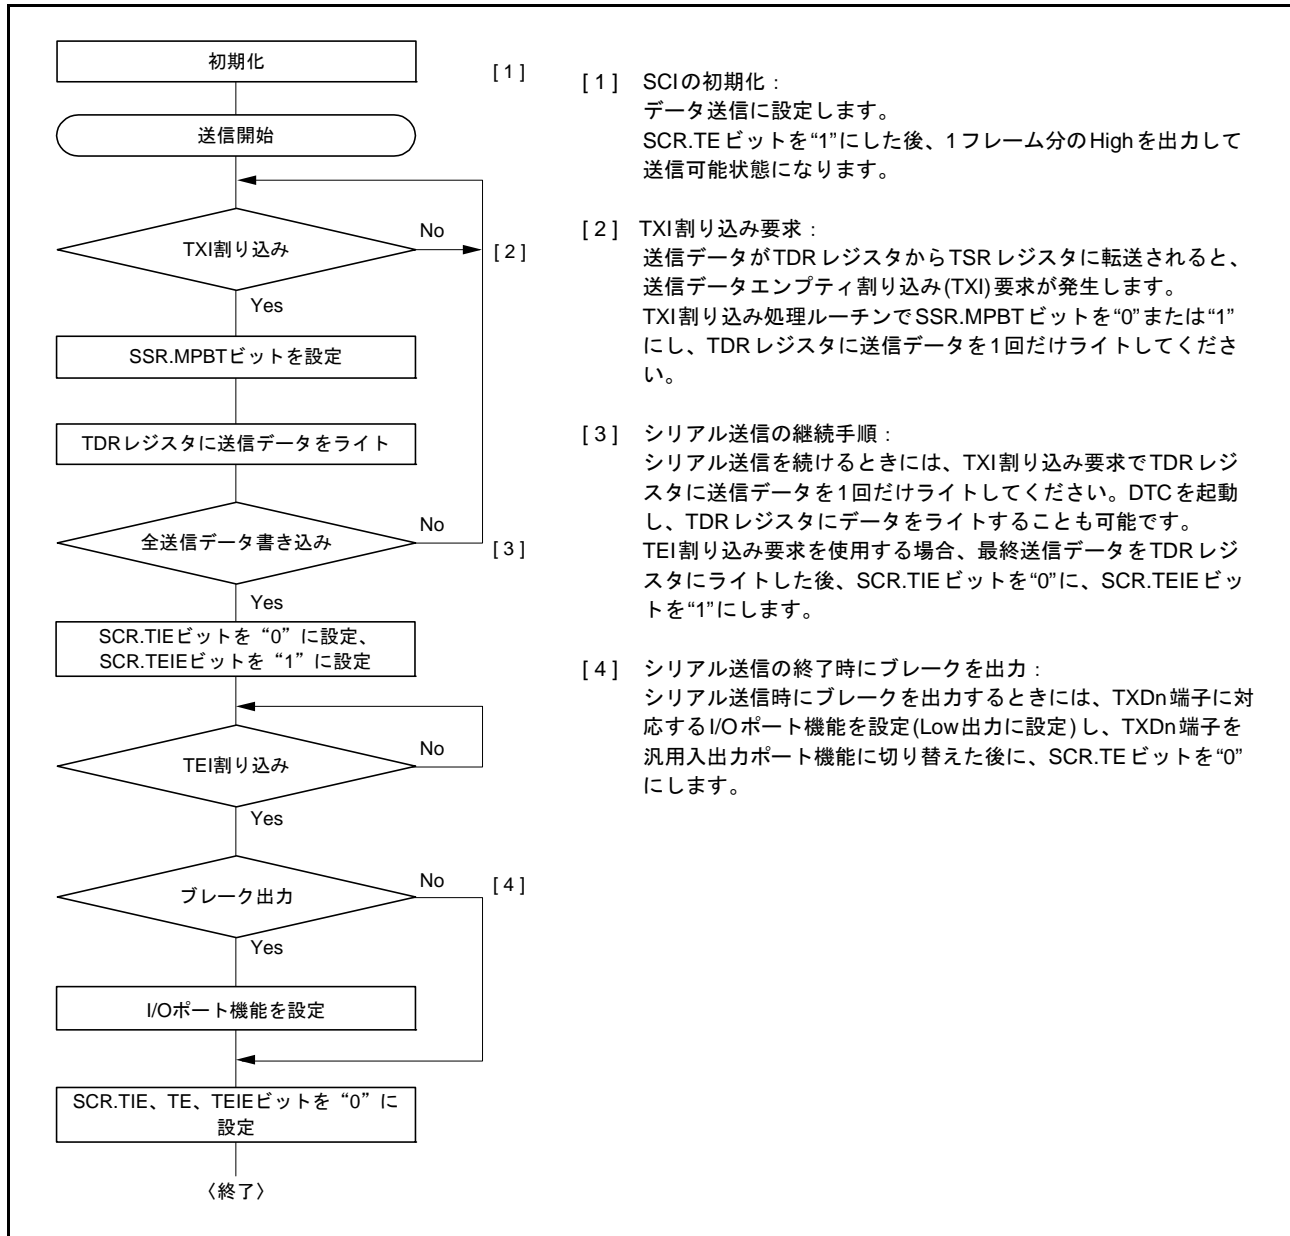 初期化
[ 1 ]
送信開始
TXI割り込み
No
[ 2 ]
Yes
SSR.MPBTビットを設定
TDRレジスタに送信データをライト
全送信データ書き込み
No
[ 3 ]
Yes
SCR.TIEビットを“0”に設定、
SCR.TEIEビットを“1”に設定
TEI割り込み
No
Yes
ブレーク出力
No
[ 4 ]
Yes
I/Oポート機能を設定
SCR.TIE、TE、TEIEビットを“0”に
設定
〈終了〉
[ 1 ] SCIの初期化：
データ送信に設定します。
SCR.TEビットを“1”にした後、1フレーム分のHighを出力して
送信可能状態になります。
[ 2 ] TXI割り込み要求：
送信データがTDRレジスタからTSRレジスタに転送されると、
送信データエンプティ割り込み(TXI)要求が発生します。
TXI割り込み処理ルーチンでSSR.MPBTビットを“0”または“1”
にし、TDRレジスタに送信データを1回だけライトしてくださ
い。
[ 3 ] シリアル送信の継続手順：
シリアル送信を続けるときには、TXI割り込み要求でTDRレジ
スタに送信データを1回だけライトしてください。DTCを起動
し、TDRレジスタにデータをライトすることも可能です。
TEI割り込み要求を使用する場合、最終送信データをTDRレジ
スタにライトした後、SCR.TIEビットを“0”に、SCR.TEIEビッ
トを“1”にします。
[ 4 ] シリアル送信の終了時にブレークを出力：
シリアル送信時にブレークを出力するときには、TXDn端子に対
応するI/Oポート機能を設定(Low出力に設定)し、TXDn端子を
汎用入出力ポート機能に切り替えた後に、SCR.TEビットを“0”
にします。